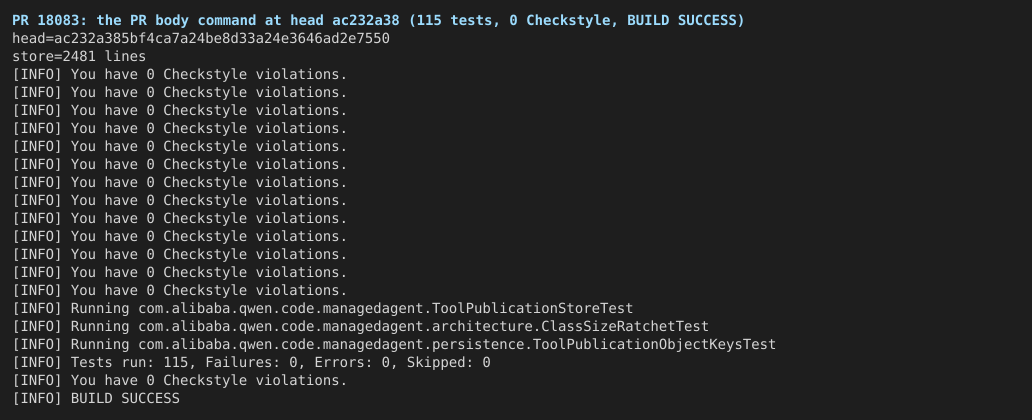 PR 18083: the PR body command at head ac232a38 (115 tests, 0 Checkstyle, BUILD SUCCESS)
head=ac232a385bf4ca7a24be8d33a24e3646ad2e7550
store=2481 lines
[INFO] You have 0 Checkstyle violations.
[INFO] You have 0 Checkstyle violations.
[INFO] You have 0 Checkstyle violations.
[INFO] You have 0 Checkstyle violations.
[INFO] You have 0 Checkstyle violations.
[INFO] You have 0 Checkstyle violations.
[INFO] You have 0 Checkstyle violations.
[INFO] You have 0 Checkstyle violations.
[INFO] You have 0 Checkstyle violations.
[INFO] You have 0 Checkstyle violations.
[INFO] You have 0 Checkstyle violations.
[INFO] You have 0 Checkstyle violations.
[INFO] You have 0 Checkstyle violations.
[INFO] Running com.alibaba.qwen.code.managedagent.ToolPublicationStoreTest
[INFO] Running com.alibaba.qwen.code.managedagent.architecture.ClassSizeRatchetTest
[INFO] Running com.alibaba.qwen.code.managedagent.persistence.ToolPublicationObjectKeysTest
[INFO] Tests run: 115, Failures: 0, Errors: 0, Skipped: 0
[INFO] You have 0 Checkstyle violations.
[INFO] BUILD SUCCESS